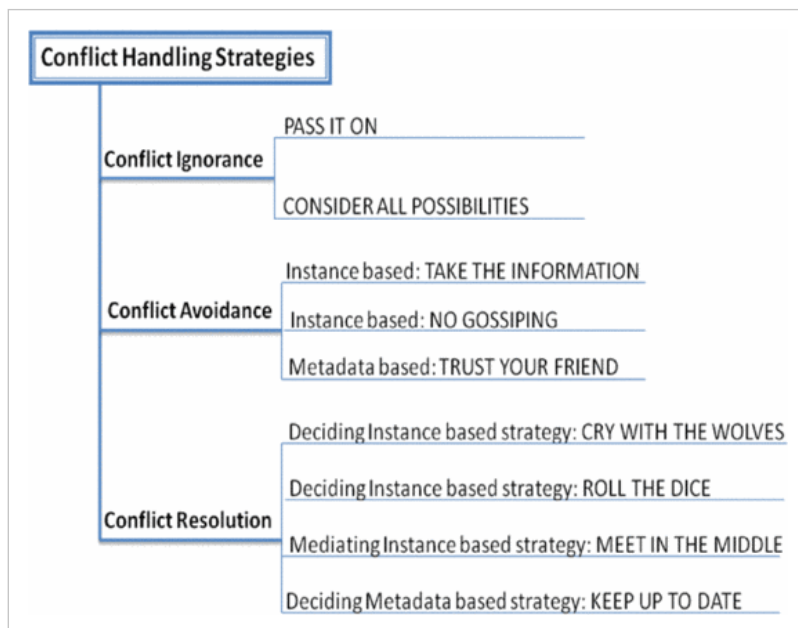 Conflict Handling Strategies
PASS IT ON
Conflict Ignorance
CONSIDER ALL POSSIBILITIES
Instance based: TAKE THE INFORMATION
Conflict Avoidance
Instance based: NO GOSSIPING
Metadata based: TRUST YOUR FRIEND
Deciding Instance based strategy: CRY WITH THE WOLVES
Deciding Instance based strategy: ROLL THE DICE
Conflict Resolution
Mediating Instance based strategy: MEET IN THE MIDDLE
Deciding Metadata based strategy: KEEP UP TO DATE